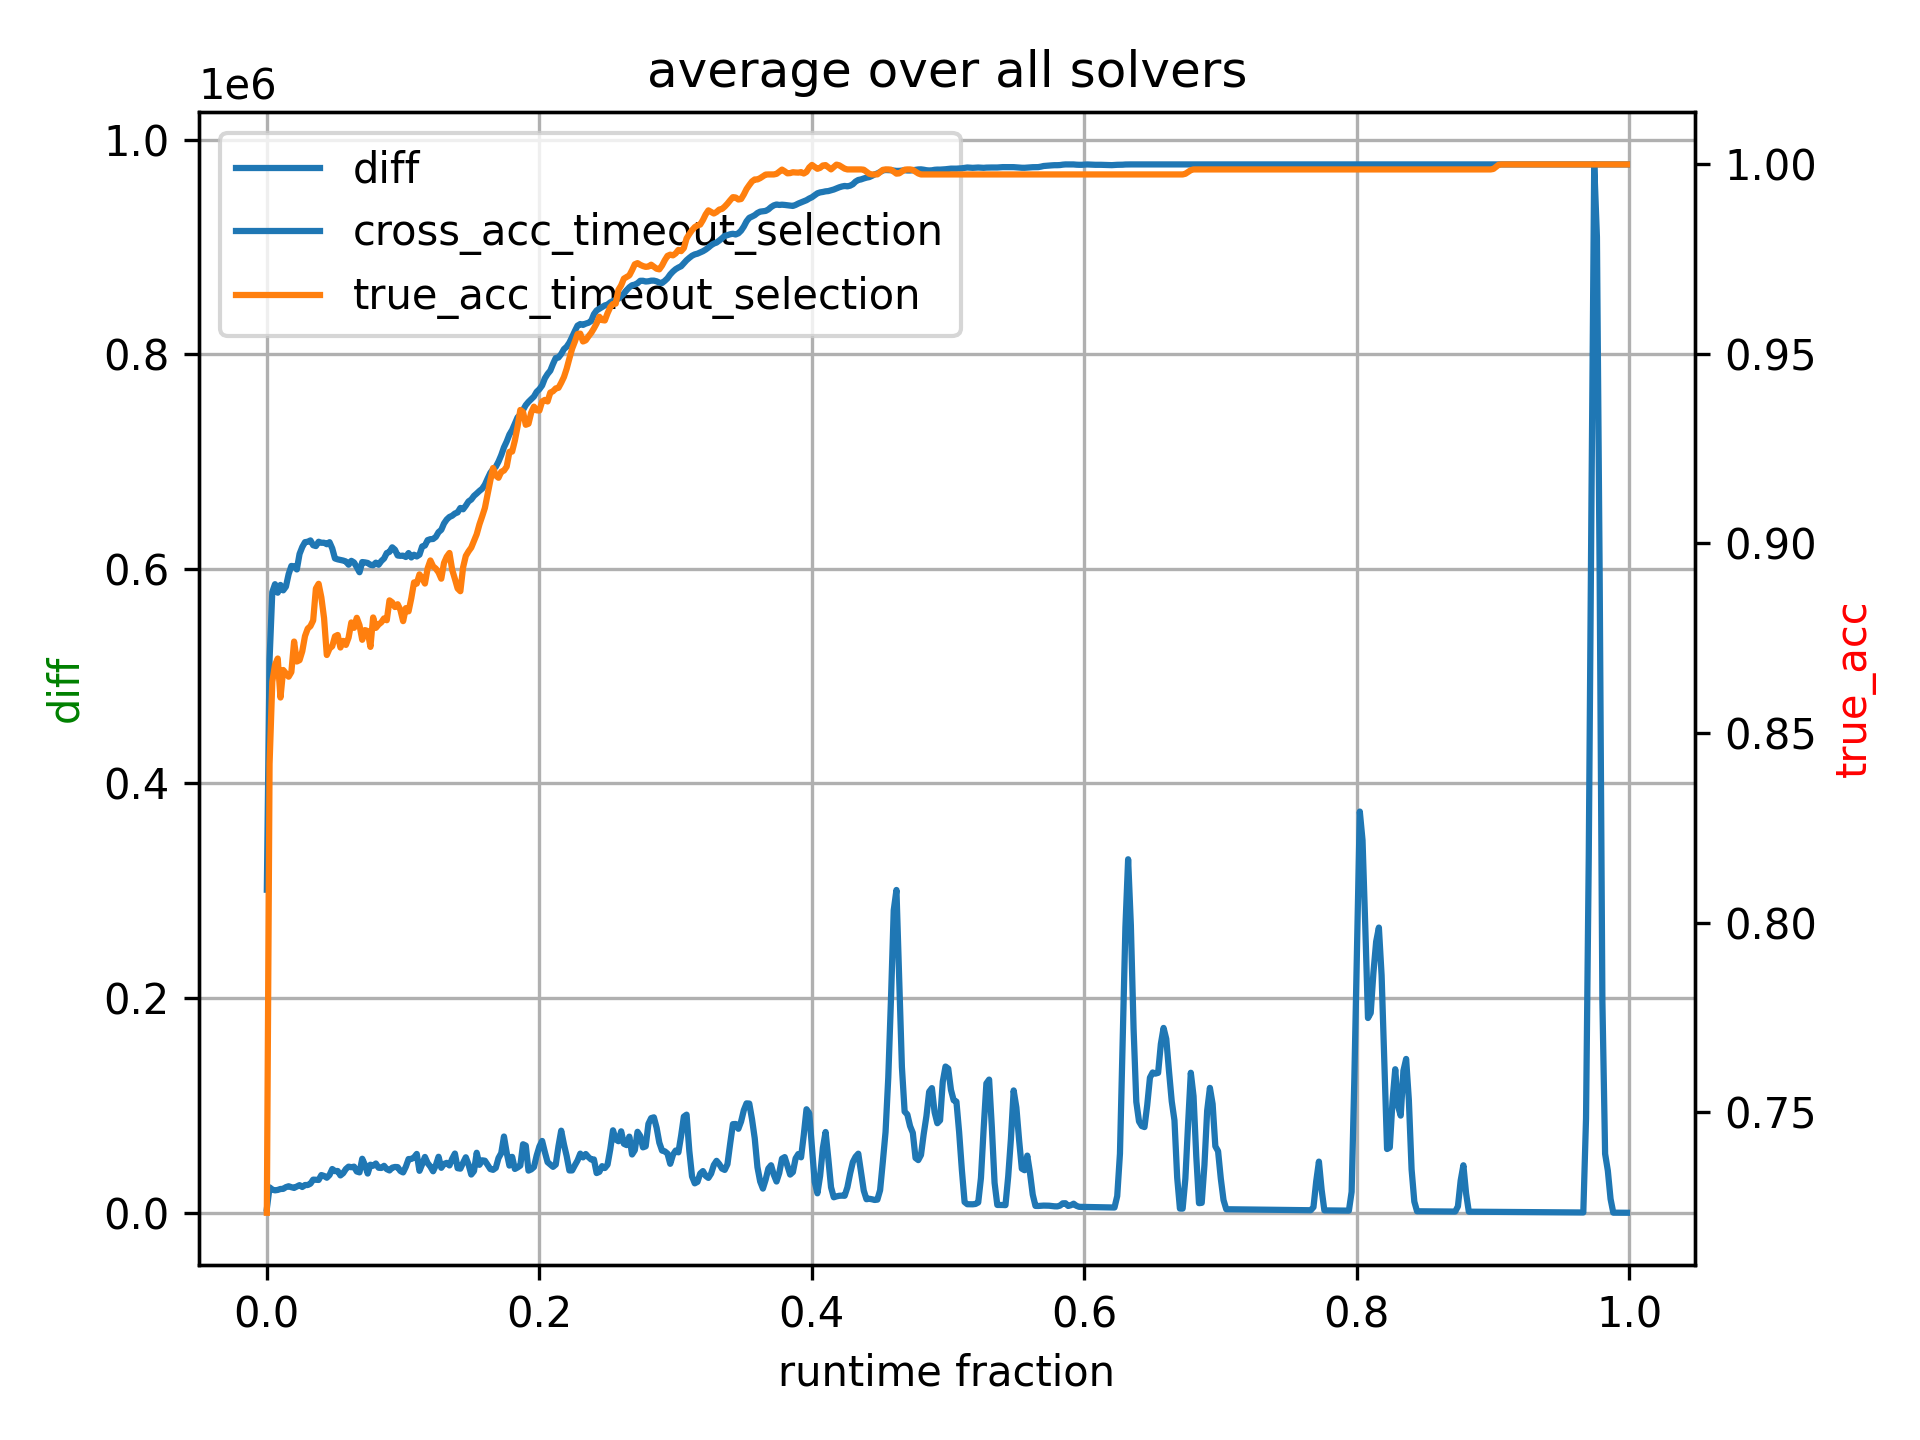 average over all solvers
1e6
diff
cross_acc_timeout_selection
true_acc_timeout_selection
1.0
0.8
0.6
0.4
0.2
0.0
diff
1.00
0.95
0.90
0.85
0.80
0.75
true_acc
0.0
0.2
0.4
0.6
0.8
1.0
runtime fraction